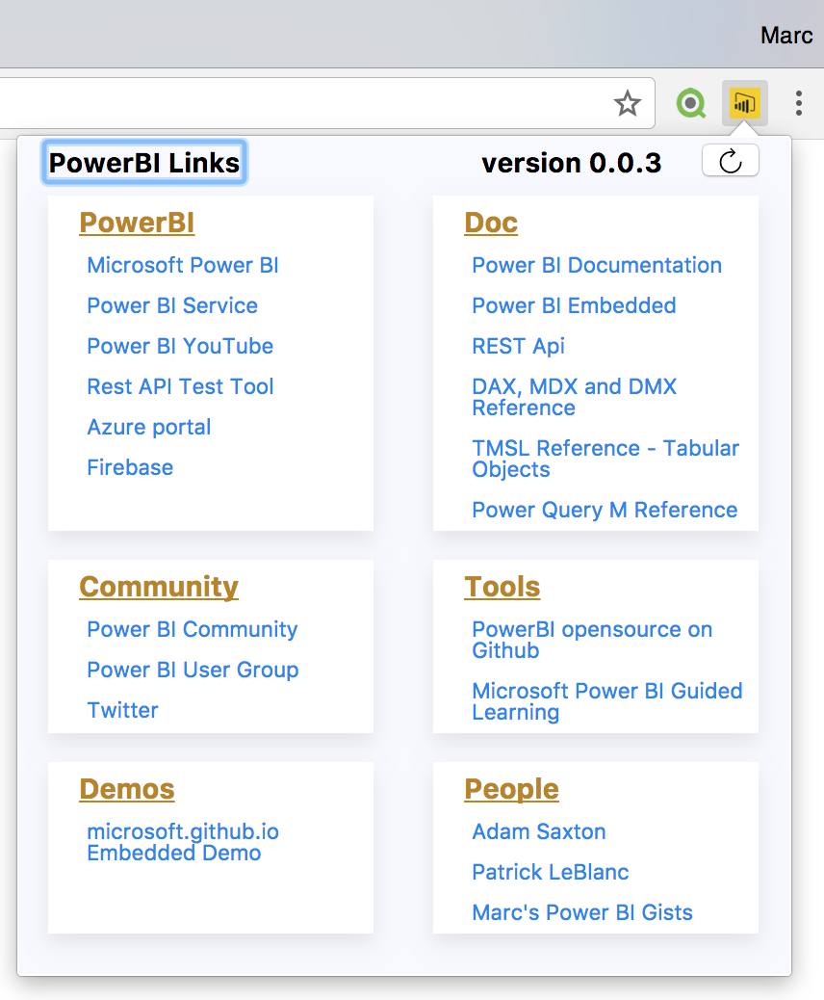 Marc
PowerBI Links
version 0.0.3
PowerBI
Microsoft Power BI
Power BI Service
Power BI YouTube
Rest API Test Tool
Azure portal
Firebase
Doc
Power BI Documentation
Power BI Embedded
REST Api
DAX, MDX and DMX
Reference
TMSL Reference - Tabular
Objects
Power Query M Reference
Community
Power BI Community
Power BI User Group
Twitter
Tools
PowerBI opensource on
Github
Microsoft Power BI Guided
Learning
Demos
microsoft.github.io
Embedded Demo
People
Adam Saxton
Patrick LeBlanc
Marc's Power BI Gists